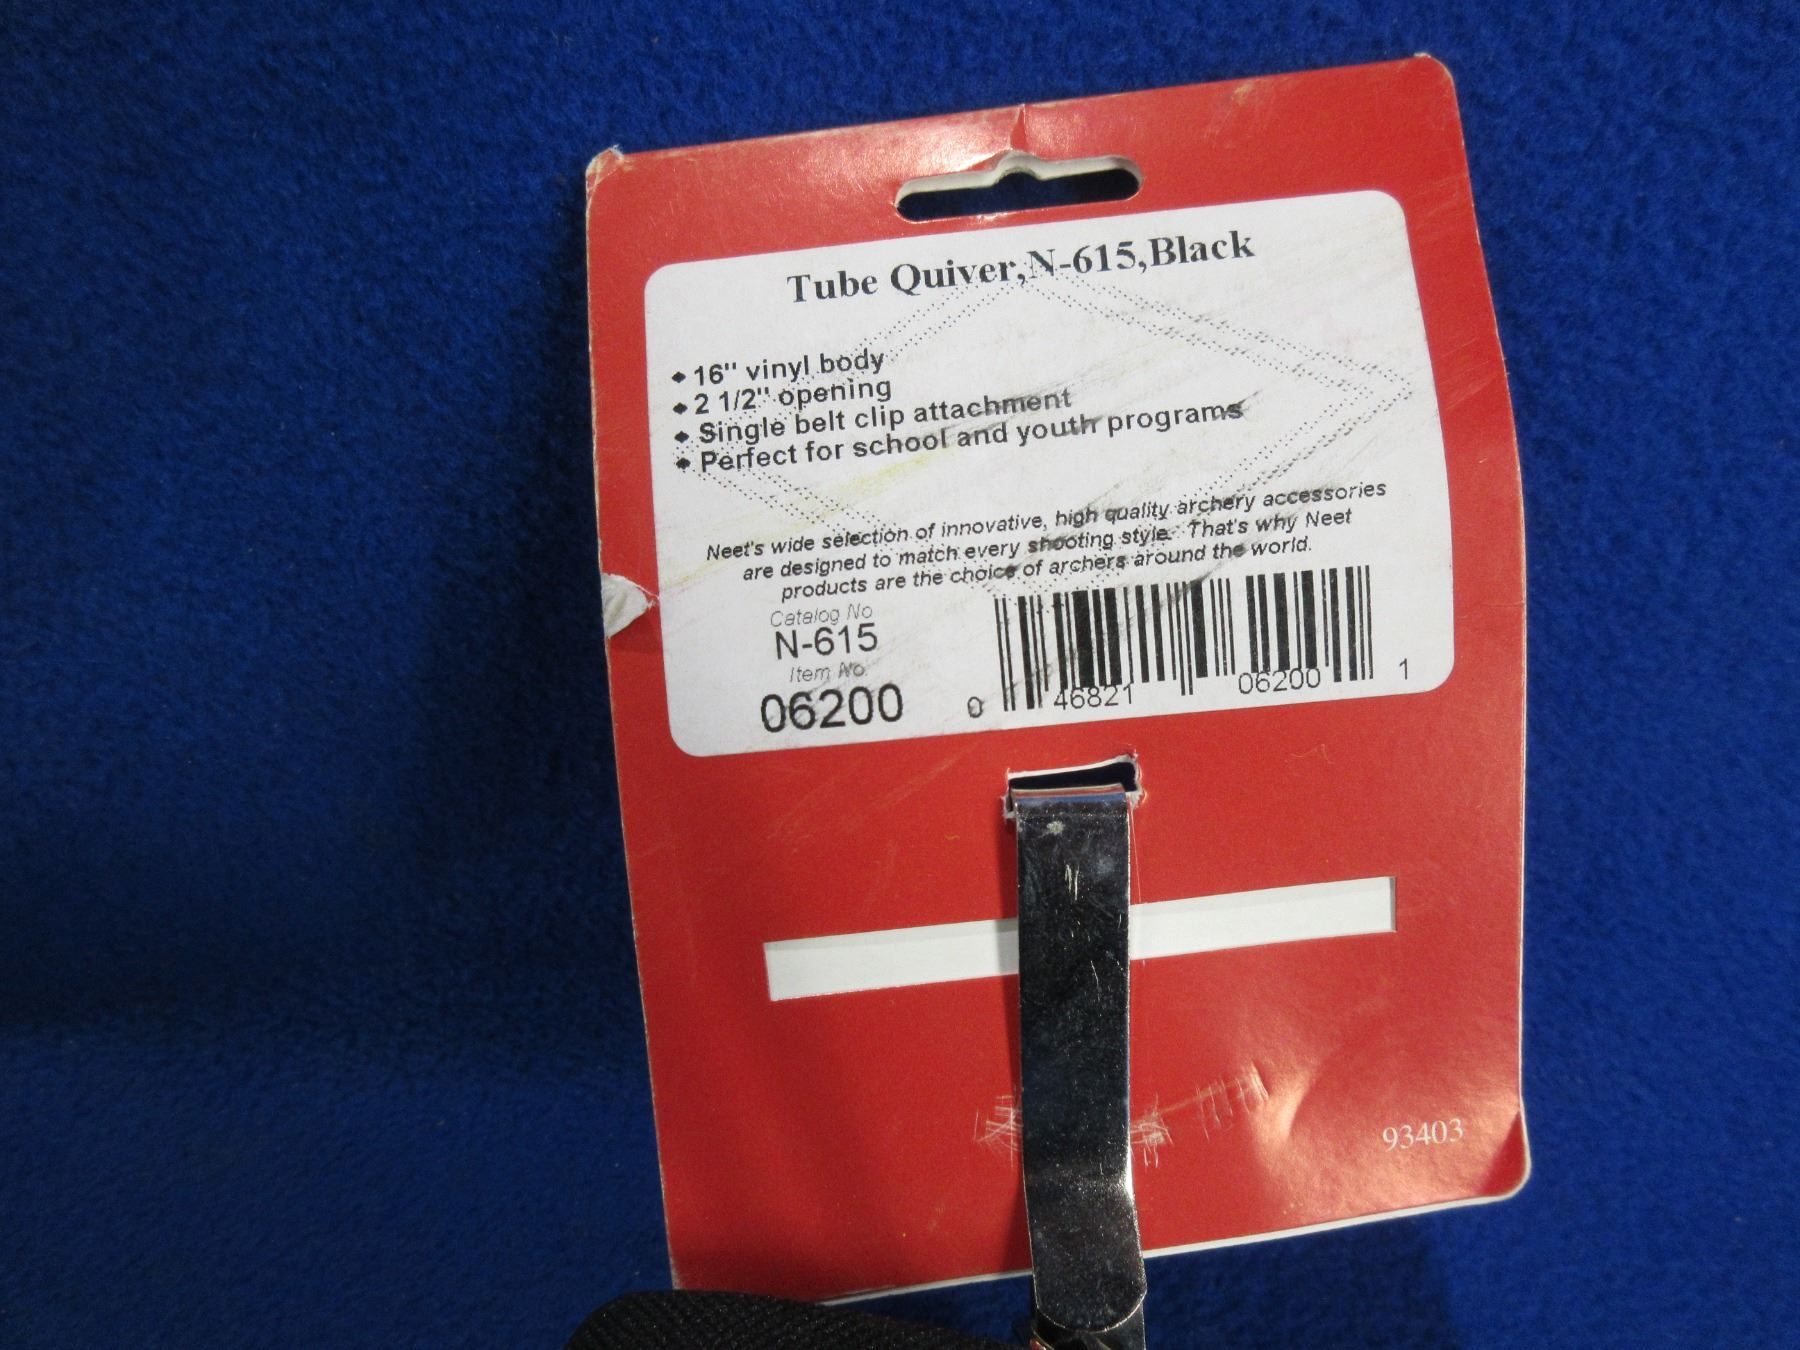 Tube Quiver,N-615,Black
16" vinyl body
2 1/2" opening
Single belt clip attachment
Perfect for school and youth programs
Neet's wide selection of innovative, high quality archery accessories
are designed to match every shooting style. That's why Neet
products are the choice of archers around the world.
Catalog No.
N-615
Item No.
06200
0 46821 06200 1
93403